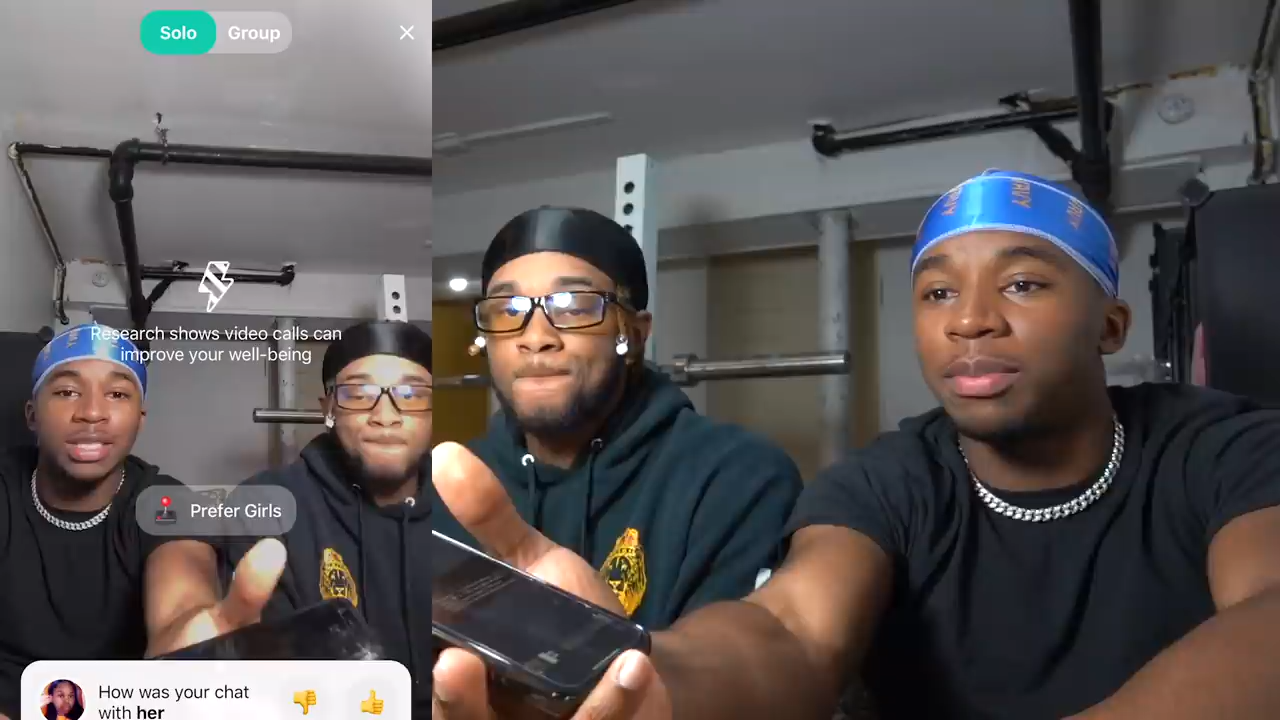 Solo
Group
Research shows video calls can
improve your well-being
Prefer Girls
How was your chat
with her